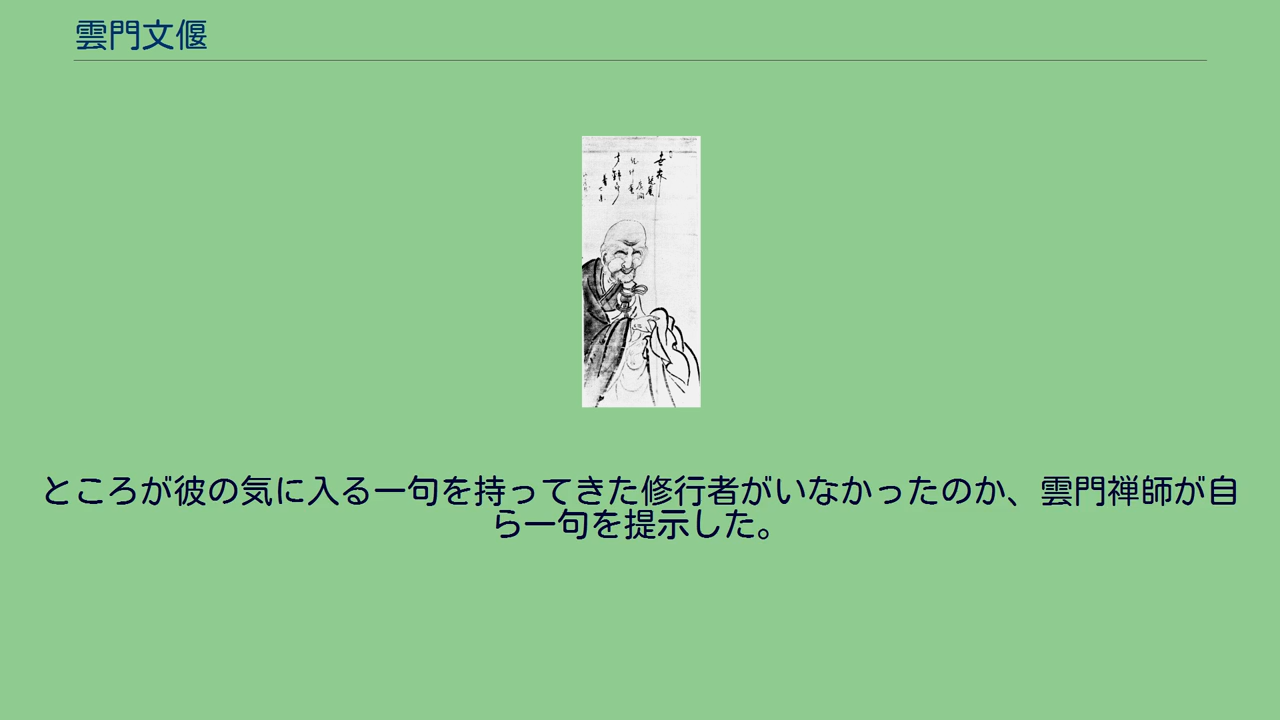 雲門文偃
ところが彼の気に入る一句を持ってきた修行者がいなかったのか、雲門禅師が自
ら一句を提示した。